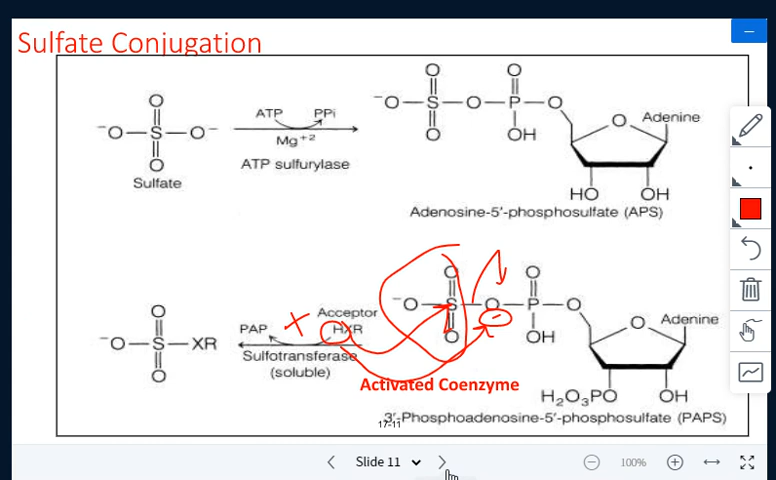 Sulfate Conjugation
O
O
⁻O—S—O⁻
O
Sulfate
ATP PPi
Mg⁺²
ATP sulfurylase
O O
⁻O—S—O—P—O
O OH
O Adenine
HO OH
Adenosine-5′-phosphosulfate (APS)
O
⁻O—S—XR
O
PAP
Acceptor
HXR
Sulfotransferase
(soluble)
O O
⁻O—S—O—P—O
O OH
O Adenine
Activated Coenzyme
H₂O₃PO OH
3′-Phosphoadenosine-5′-phosphosulfate (PAPS)
17-11
Slide 11
100%